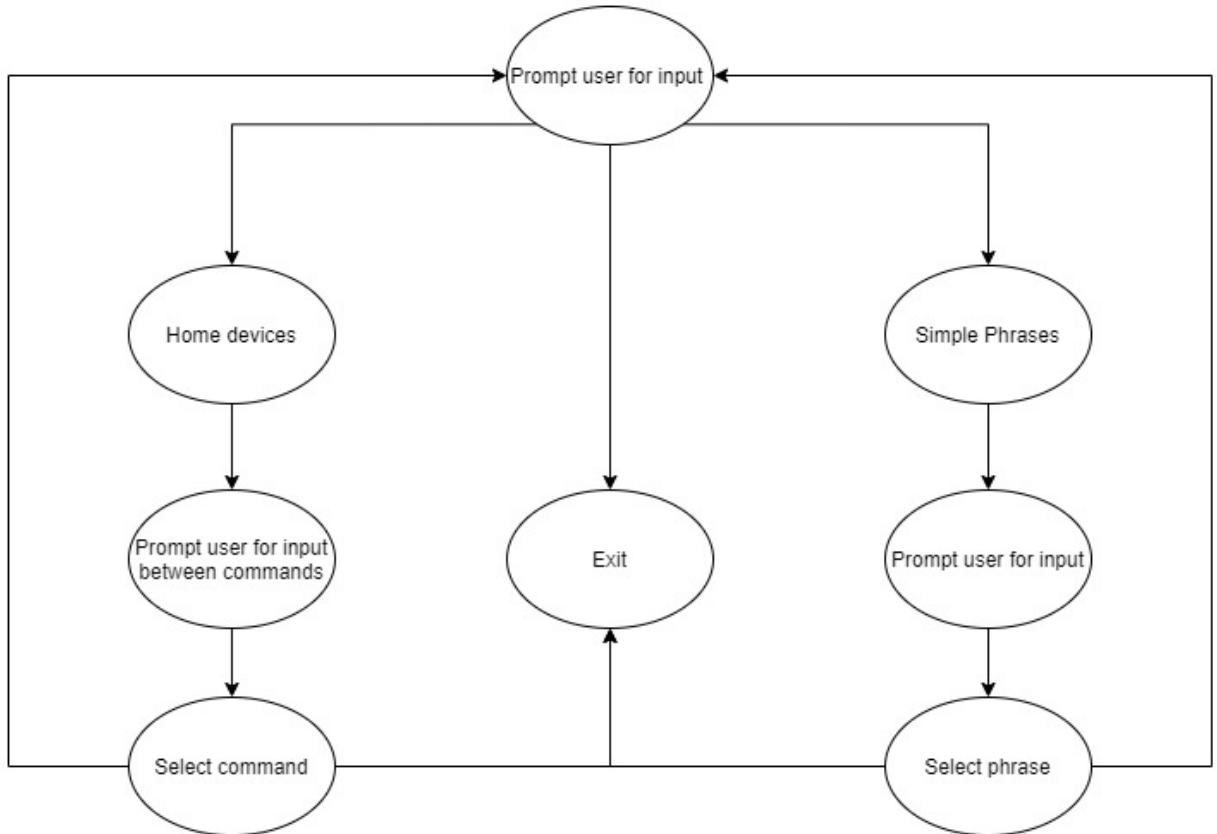 Prompt user for input
Home devices
Simple Phrases
Prompt user for input
between commands
Exit
Prompt user for input
Select command
Select phrase